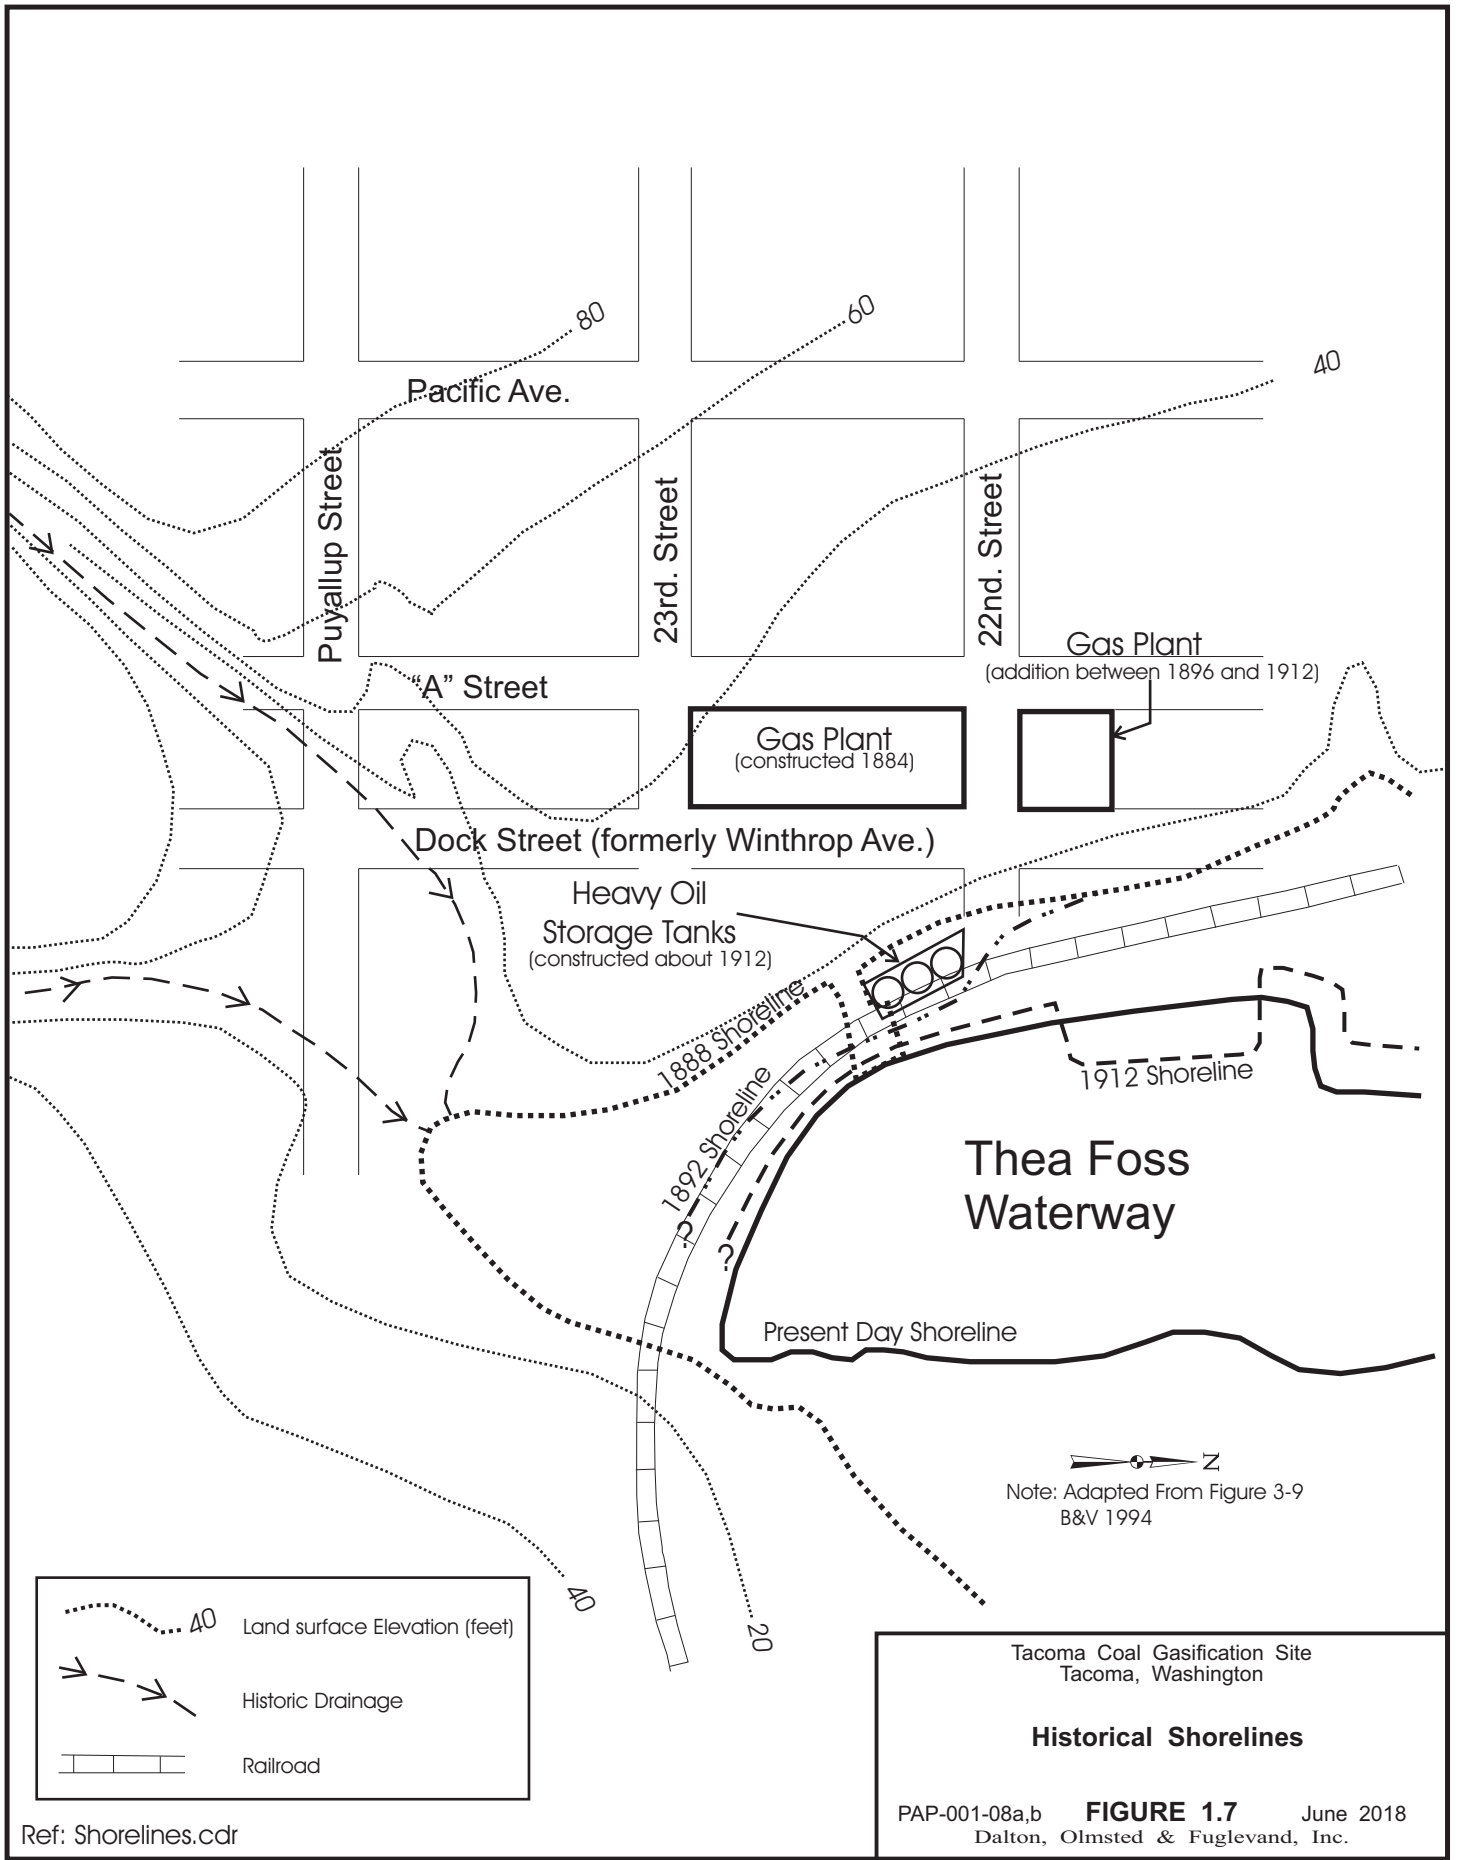 80
60
40
Pacific Ave.
Puyallup Street
23rd. Street
22nd. Street
"A" Street
Gas Plant
(addition between 1896 and 1912)
Gas Plant
(constructed 1884)
Dock Street (formerly Winthrop Ave.)
Heavy Oil
Storage Tanks
(constructed about 1912)
1888 Shoreline
1892 Shoreline
?
?
1912 Shoreline
Thea Foss
Waterway
Present Day Shoreline
N
Note: Adapted From Figure 3-9
B&V 1994
40
20
40 Land surface Elevation (feet)
Historic Drainage
Railroad
Ref: Shorelines.cdr
Tacoma Coal Gasification Site
Tacoma, Washington
Historical Shorelines
PAP-001-08a,b FIGURE 1.7 June 2018
Dalton, Olmsted & Fuglevand, Inc.